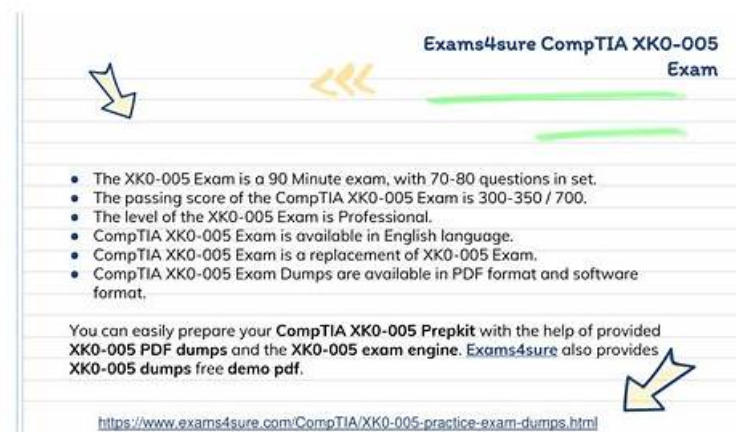 Exams4sure CompTIA XK0-005
Exam
• The XK0-005 Exam is a 90 Minute exam, with 70-80 questions in set.
• The passing score of the CompTIA XK0-005 Exam is 300-350 / 700.
• The level of the XK0-005 Exam is Professional.
• CompTIA XK0-005 Exam is available in English language.
• CompTIA XK0-005 Exam is a replacement of XK0-005 Exam.
• CompTIA XK0-005 Exam Dumps are available in PDF format and software
format.
You can easily prepare your CompTIA XK0-005 Prepkit with the help of provided
XK0-005 PDF dumps and the XK0-005 exam engine. Exams4sure also provides
XK0-005 dumps free demo pdf.
https://www.exams4sure.com/CompTIA/XK0-005-practice-exam-dumps.html